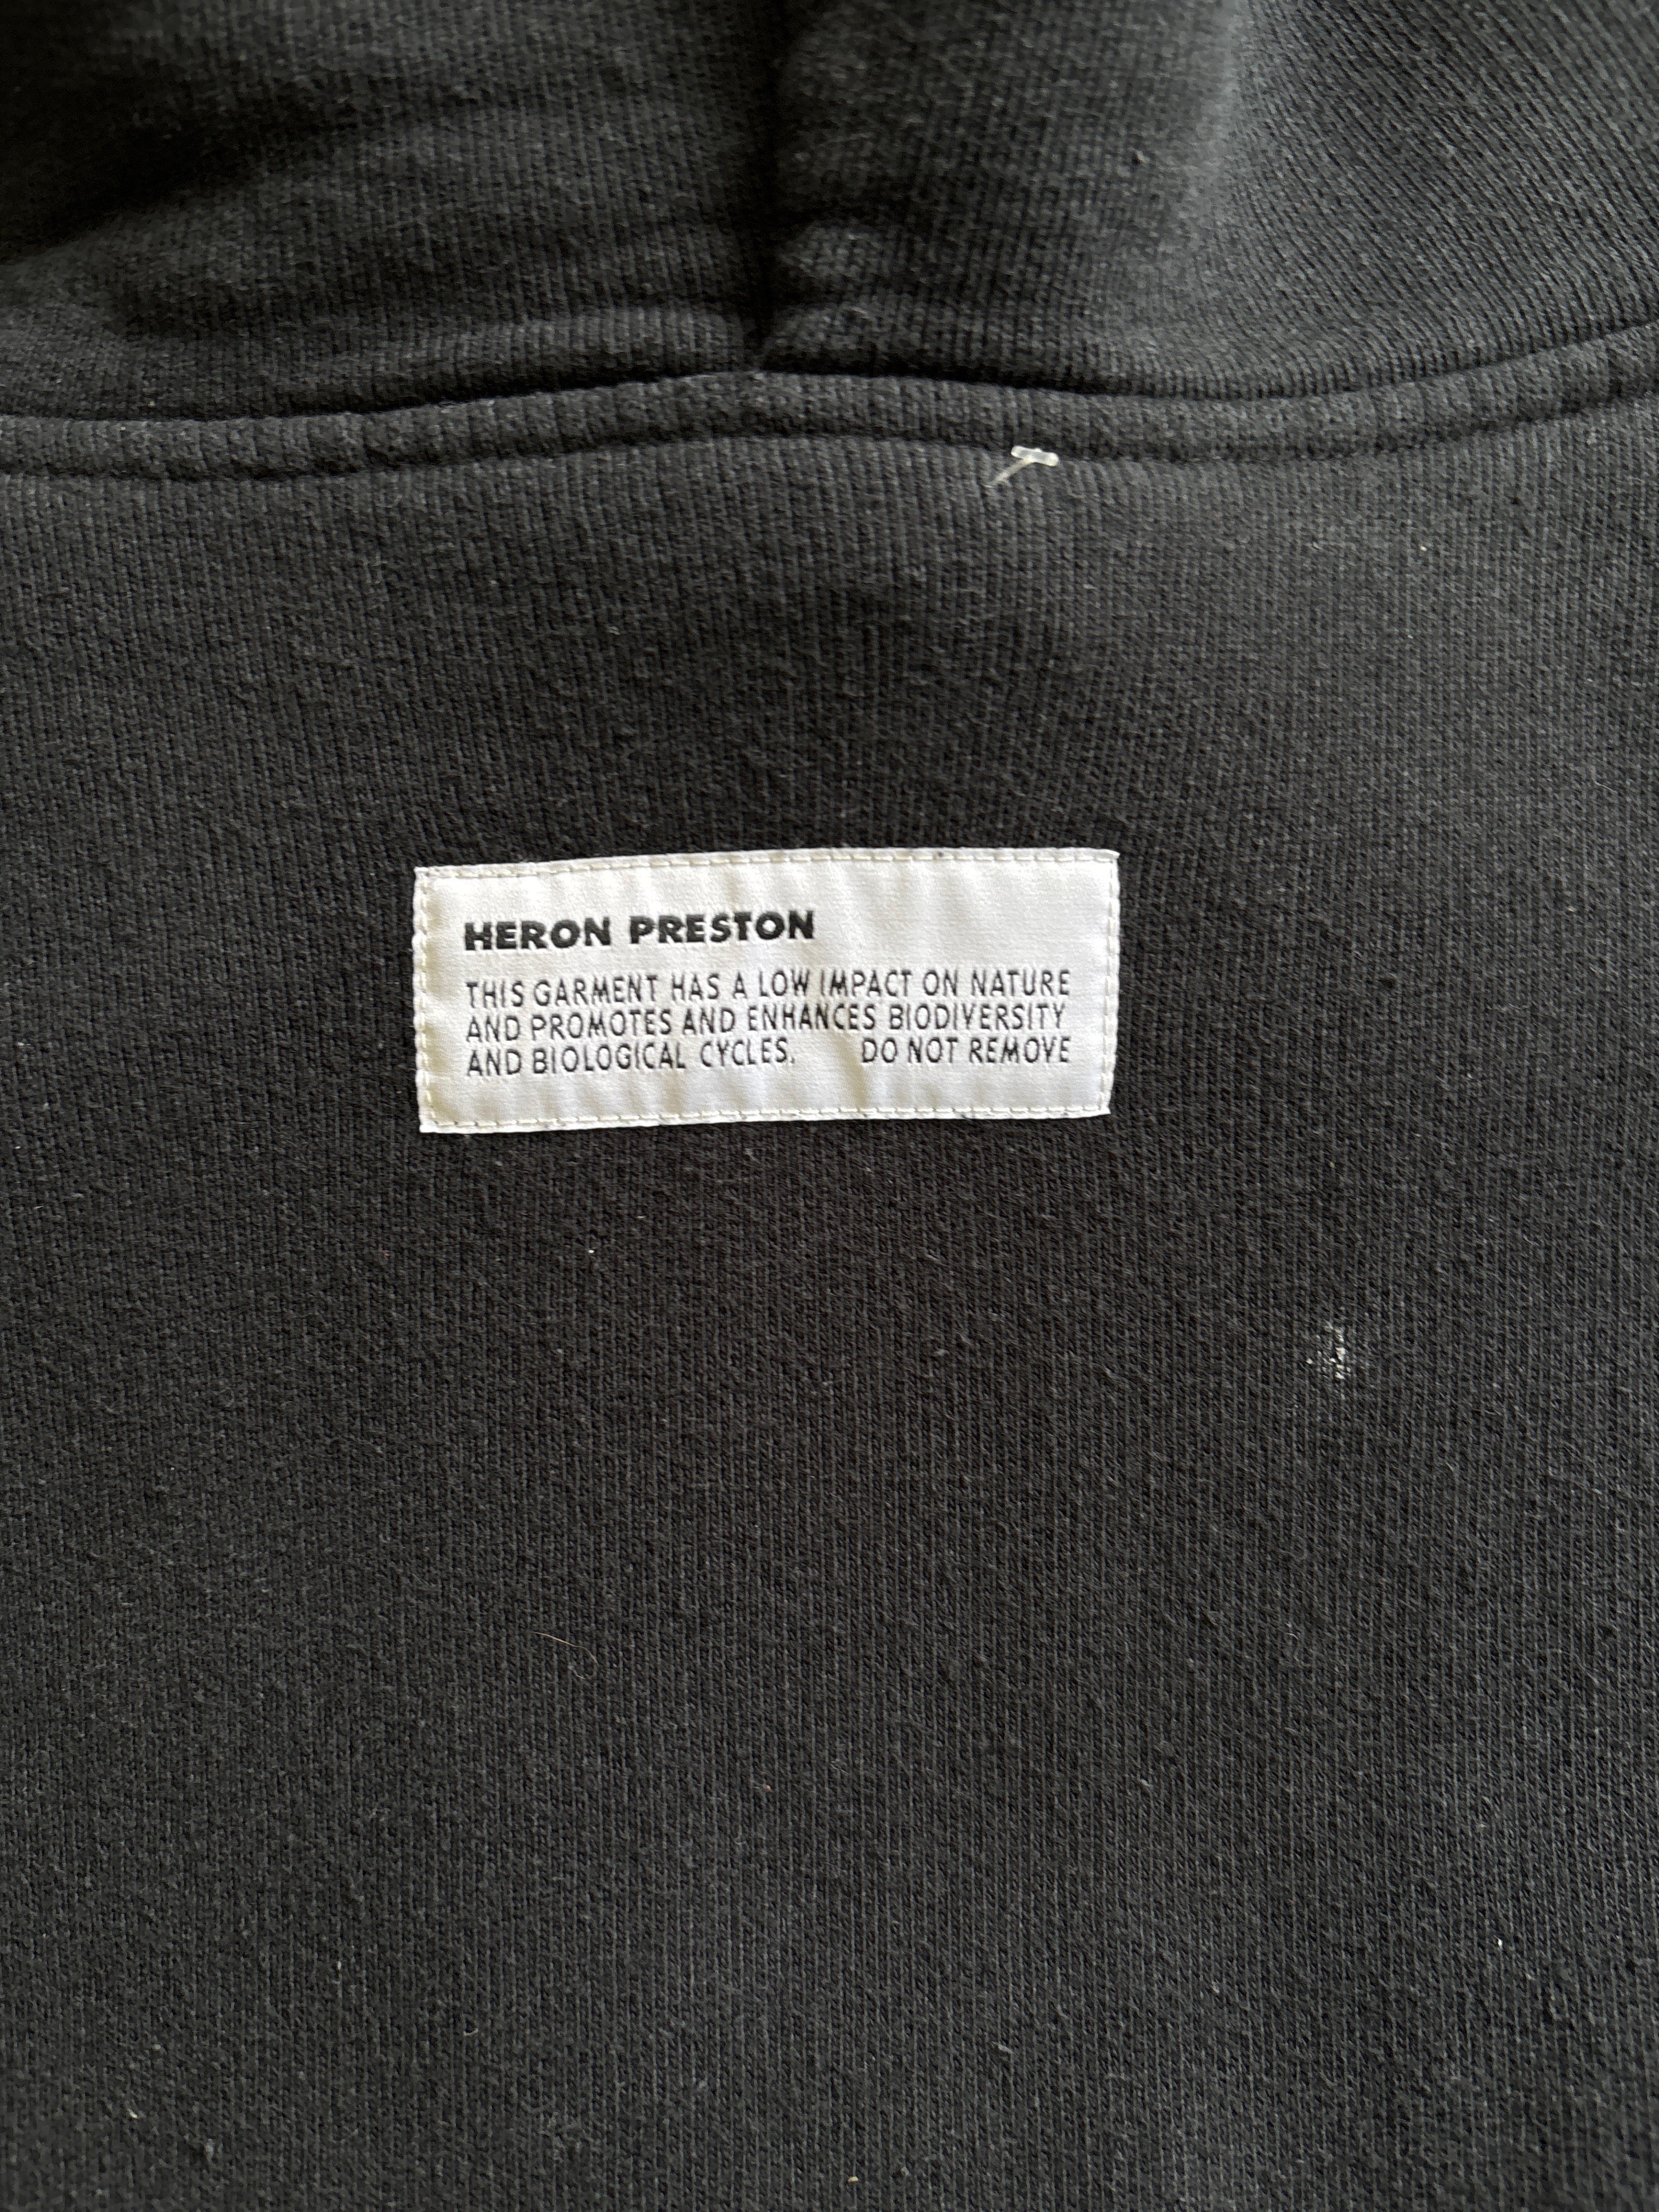 HERON PRESTON
THIS GARMENT HAS A LOW IMPACT ON NATURE
AND PROMOTES AND ENHANCES BIODIVERSITY
AND BIOLOGICAL CYCLES. DO NOT REMOVE